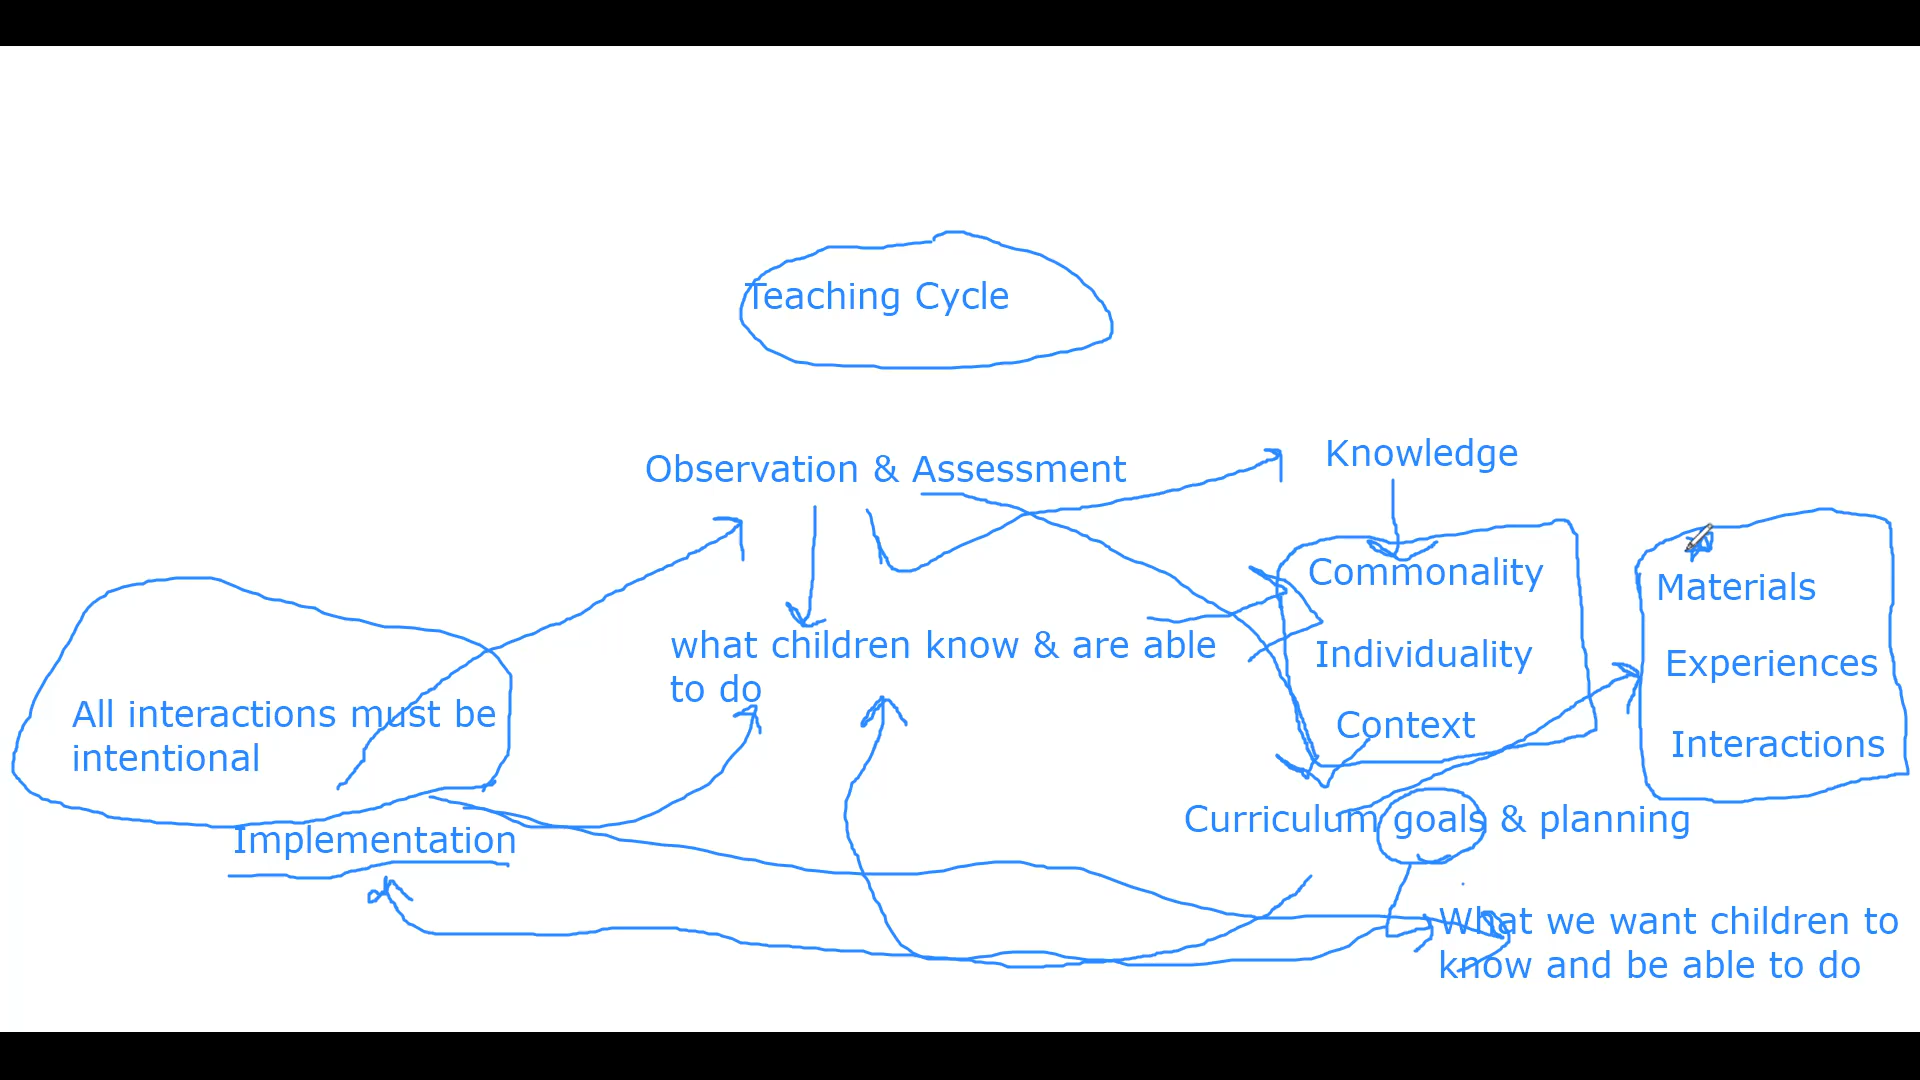 Teaching Cycle
Observation & Assessment
Knowledge
what children know & are able
to do
Commonality
Individuality
Context
Materials
Experiences
Interactions
All interactions must be
intentional
Implementation
Curriculum goals & planning
What we want children to
know and be able to do